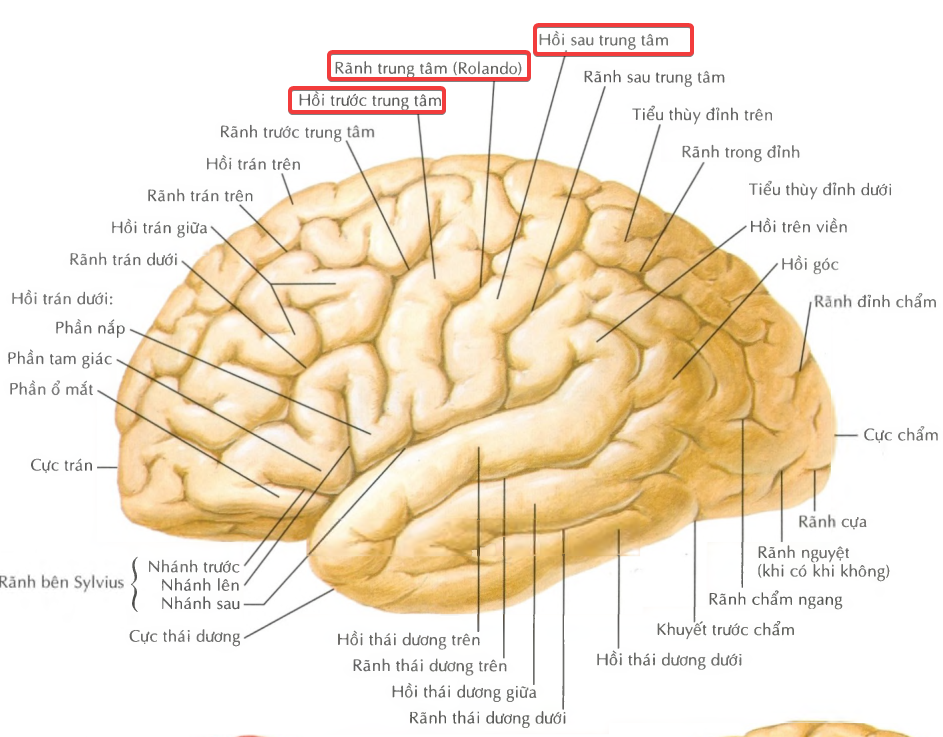 Hồi sau trung tâm
Rãnh trung tâm (Rolando)
Rãnh sau trung tâm
Hồi trước trung tâm
Tiểu thùy đỉnh trên
Rãnh trước trung tâm
Rãnh trong đỉnh
Hồi trán trên
Tiểu thùy đỉnh dưới
Rãnh trán trên
Hồi trán giữa
Hồi trên viền
Rãnh trán dưới
Hồi góc
Hồi trán dưới:
Rãnh đỉnh chẩm
Phần nắp
Phần tam giác
Phần ổ mắt
Cực chẩm
Cực trán
Rãnh cựa
Rãnh nguyệt
(khi có khi không)
Rãnh bên Sylvius
Nhánh trước
Nhánh lên
Nhánh sau
Rãnh chẩm ngang
Khuyết trước chẩm
Cực thái dương
Hồi thái dương trên
Hồi thái dương dưới
Rãnh thái dương trên
Hồi thái dương giữa
Rãnh thái dương dưới